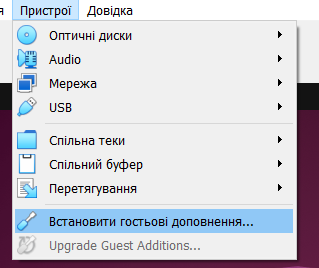 Пристрої Довідка
Оптичні диски
Audio
Мережа
USB
Спільна теки
Спільний буфер
Перетягування
Встановити гостьові доповнення...
Upgrade Guest Additions...